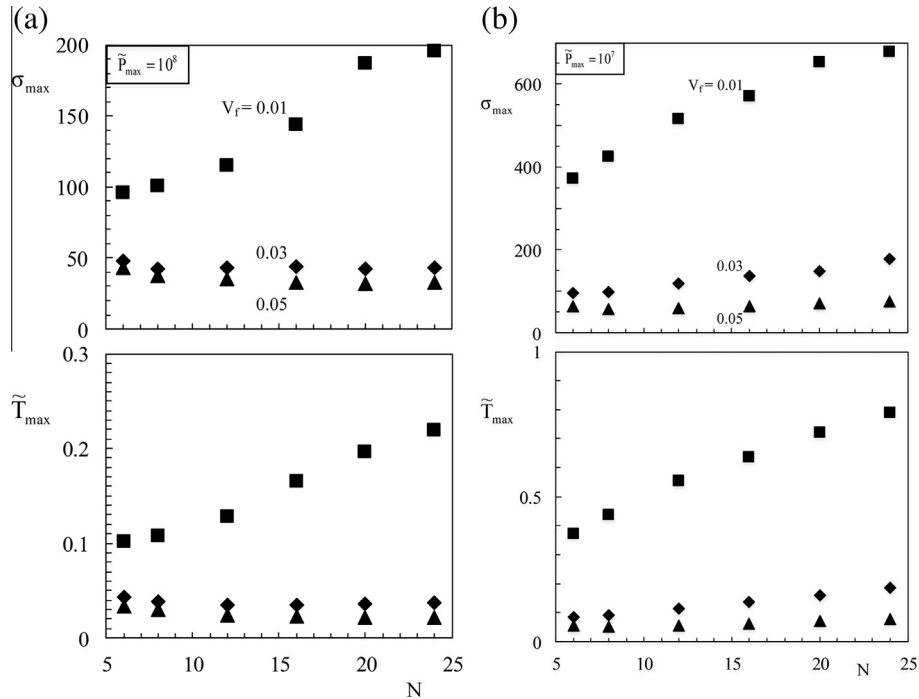 (a)
200
P̃max = 10⁸
σmax
Vf = 0.01
150
100
50
0.03
0.05
0
0.3
T̃max
0.2
0.1
0
5 10 15 20 25
N
(b)
P̃max = 10⁷
600
Vf = 0.01
σmax
400
200
0.03
0.05
0
1
T̃max
0.5
0
5 10 15 20 25
N